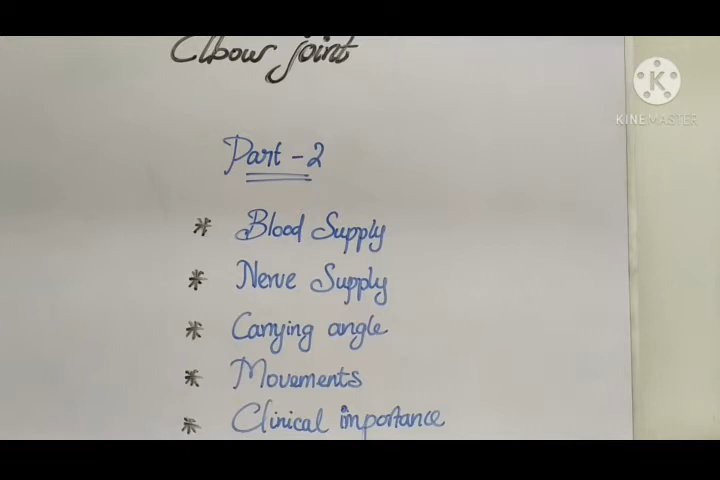 Elbow joint
Part - 2
* Blood Supply
* Nerve Supply
* Carrying angle
* Movements
* Clinical importance
K
KINEMASTER